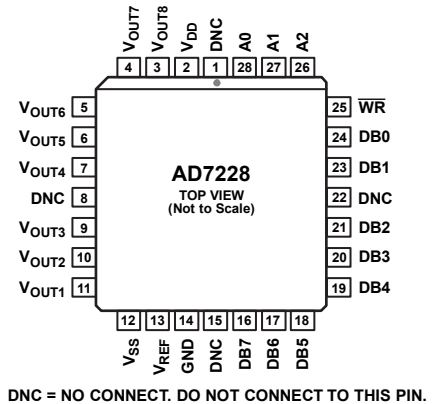 VOUT7 VOUT8 VDD DNC A0 A1 A2
4 3 2 1 28 27 26
VOUT6 5
VOUT5 6
VOUT4 7
DNC 8
VOUT3 9
VOUT2 10
VOUT1 11
AD7228
TOP VIEW
(Not to Scale)
25 WR
24 DB0
23 DB1
22 DNC
21 DB2
20 DB3
19 DB4
12 13 14 15 16 17 18
VSS VREF GND DNC DB7 DB6 DB5
DNC = NO CONNECT. DO NOT CONNECT TO THIS PIN.